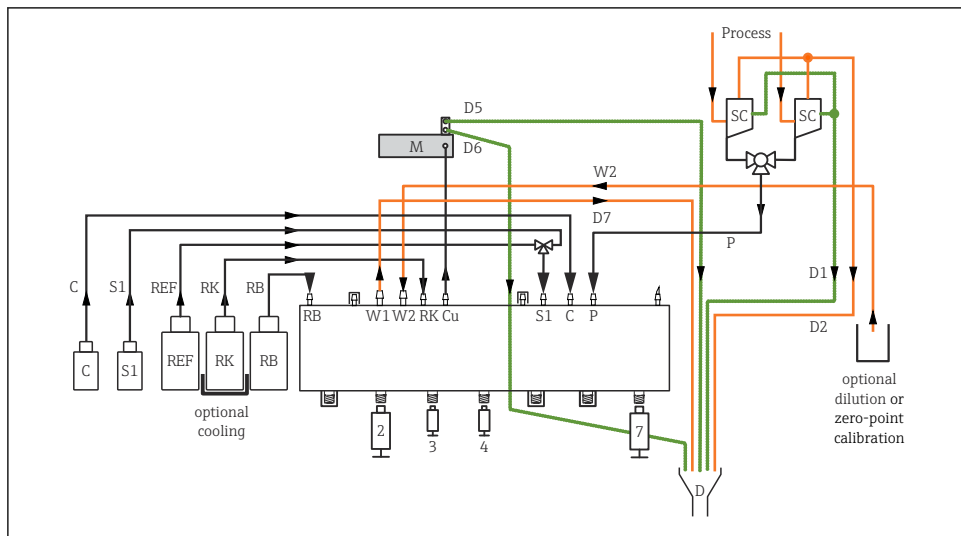 Process
SC SC
D5
M D6
W2
D7
P
C S1 REF RK RB
D1
D2
RB W1 W2 RK Cu S1 C P
C S1 REF RK RB
optional
cooling
optional
dilution or
zero-point
calibration
2 3 4 7
D